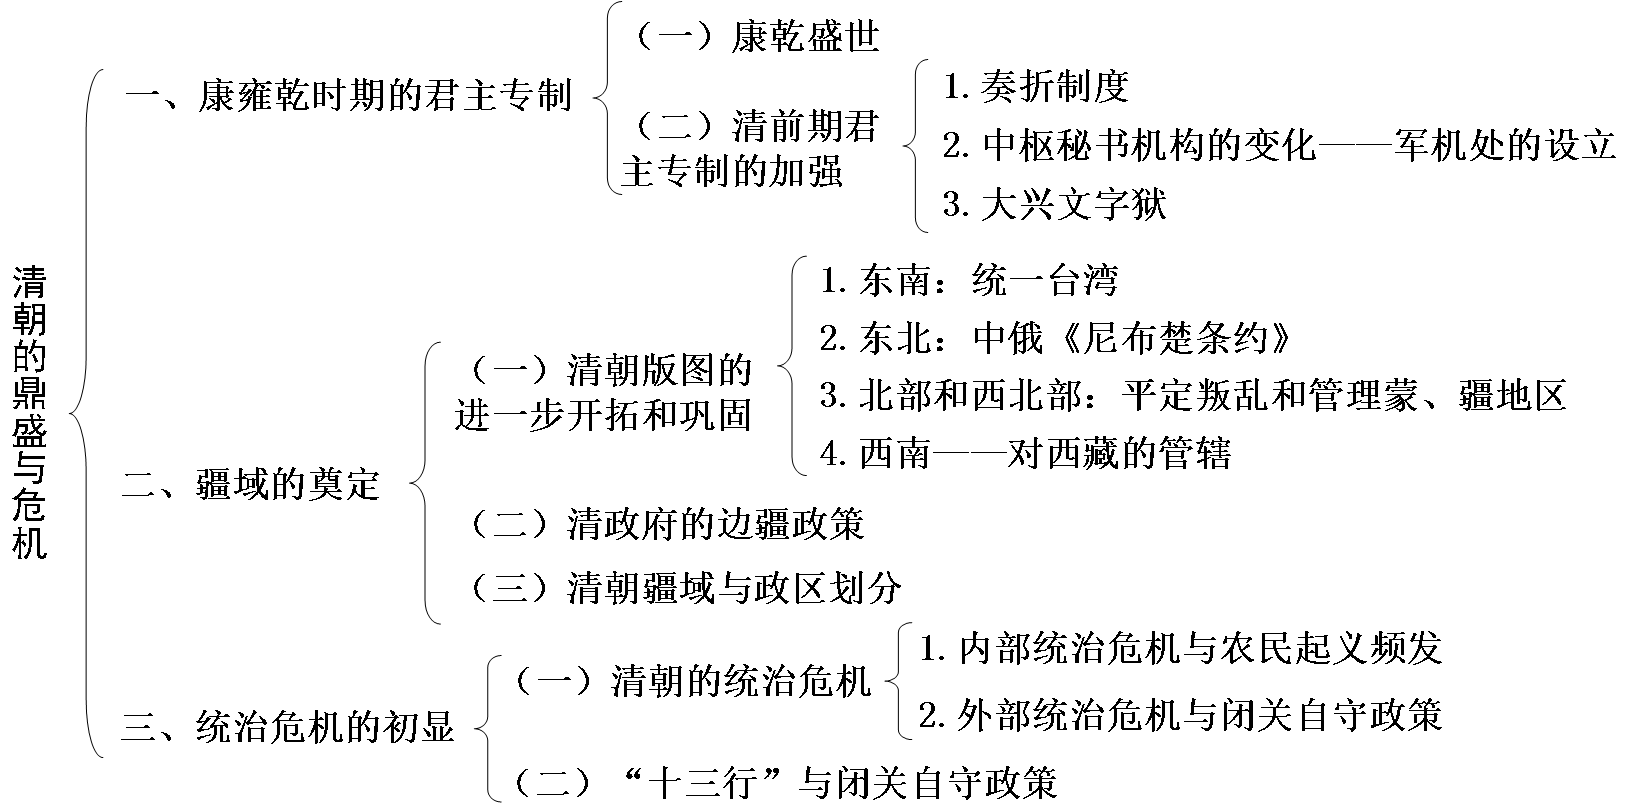 清朝的鼎盛与危机
一、康雍乾时期的君主专制
（一）康乾盛世
（二）清前期君
主专制的加强
1. 奏折制度
2. 中枢秘书机构的变化——军机处的设立
3. 大兴文字狱
二、疆域的奠定
（一）清朝版图的
进一步开拓和巩固
1. 东南：统一台湾
2. 东北：中俄《尼布楚条约》
3. 北部和西北部：平定叛乱和管理蒙、疆地区
4. 西南——对西藏的管辖
（二）清政府的边疆政策
（三）清朝疆域与政区划分
三、统治危机的初显
（一）清朝的统治危机
1. 内部统治危机与农民起义频发
2. 外部统治危机与闭关自守政策
（二）“十三行”与闭关自守政策